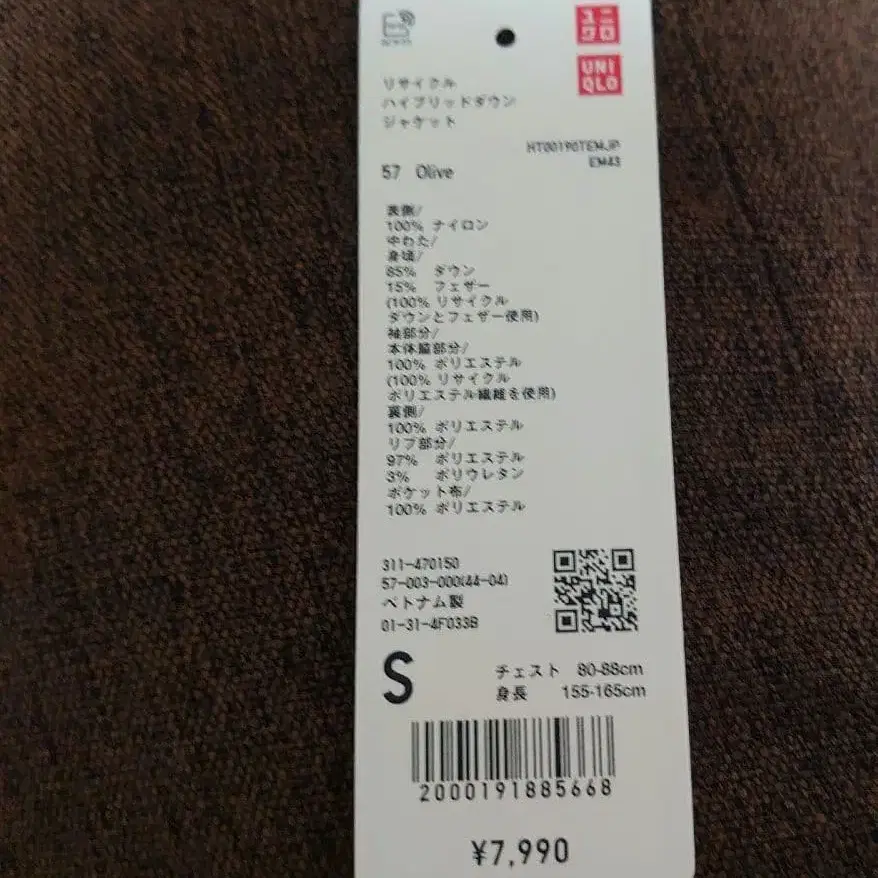 ユニ
クロ
UNI
QLO
リサイクル
ハイブリッドダウン
ジャケット
HT00190TEMJP
EM43
57 Olive
表側/
100% ナイロン
中わた/
身頃/
85% ダウン
15% フェザー
(100% リサイクル
ダウンとフェザー使用)
袖部分/
本体脇部分/
100% ポリエステル
(100% リサイクル
ポリエステル繊維を使用)
裏側/
100% ポリエステル
リブ部分/
97% ポリエステル
3% ポリウレタン
ポケット布/
100% ポリエステル
311-470150
57-003-000(44-04)
ベトナム製
01-31-4F033B
S
チェスト 80-88cm
身長 155-165cm
2000191885668
¥7,990